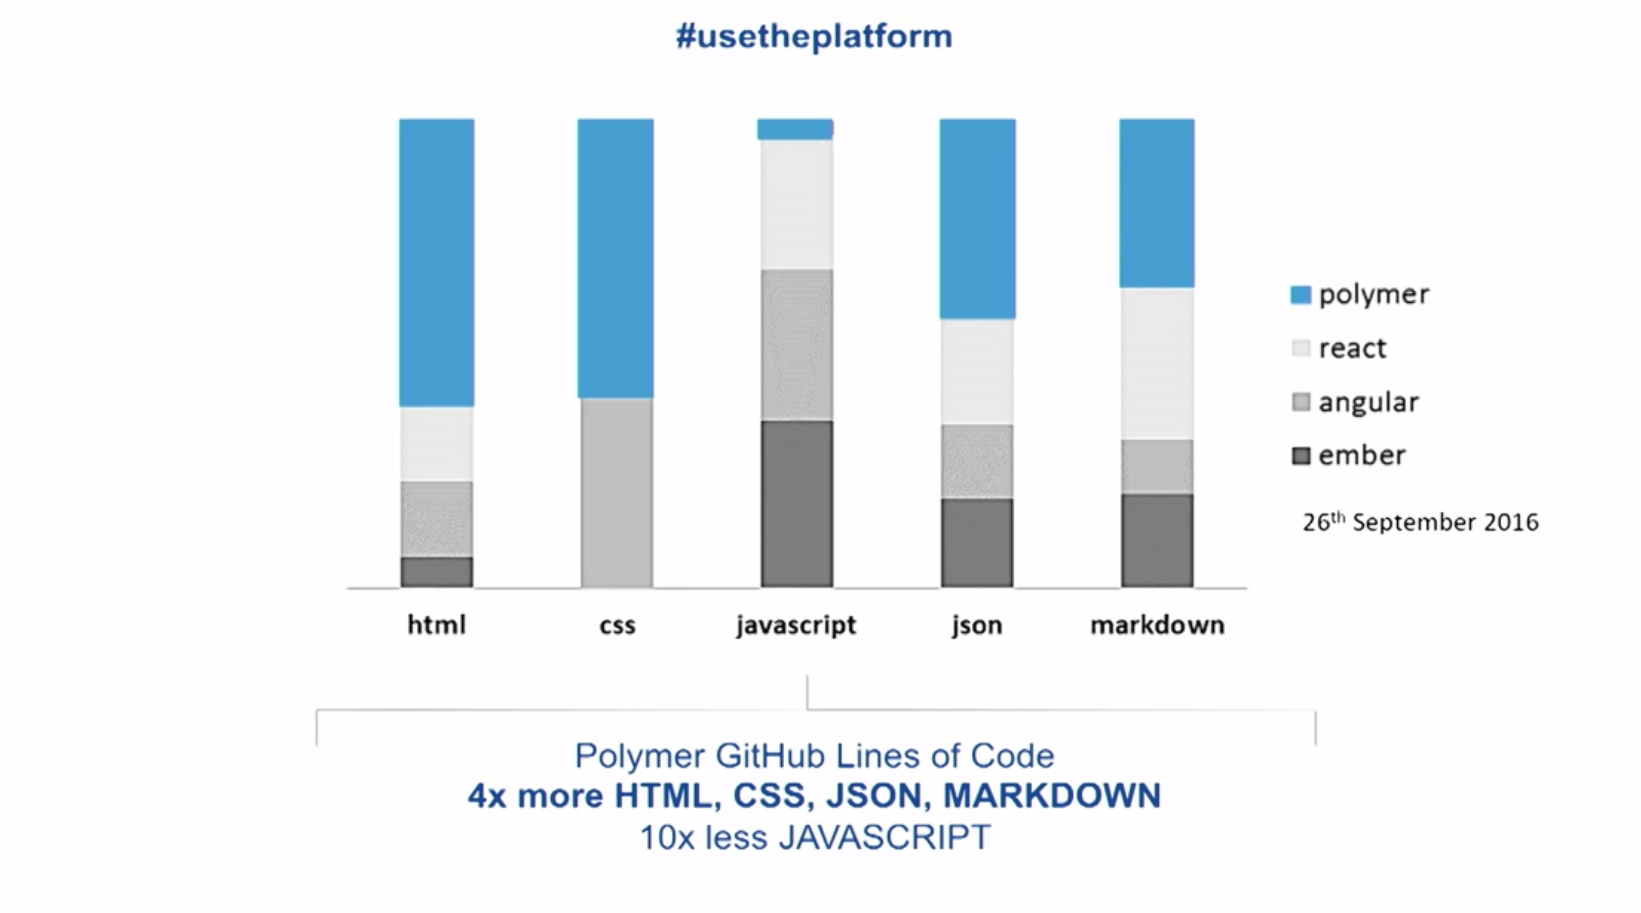 #usetheplatform
polymer
react
angular
ember
26th September 2016
html
css
javascript
json
markdown
Polymer GitHub Lines of Code
4x more HTML, CSS, JSON, MARKDOWN
10x less JAVASCRIPT